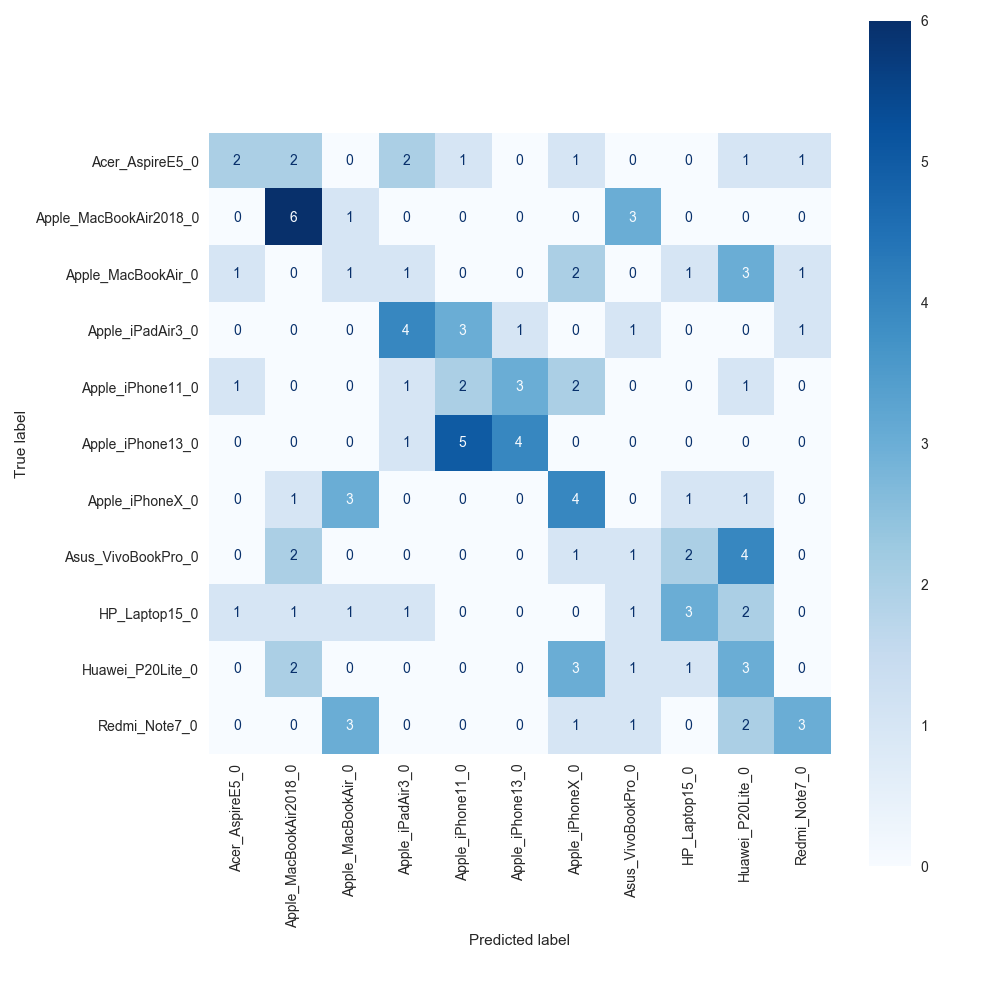 6
Acer_AspireE5_0 2 2 0 2 1 0 1 0 0 1 1
5
Apple_MacBookAir2018_0 0 6 1 0 0 0 0 3 0 0 0
Apple_MacBookAir_0 1 0 1 1 0 0 2 0 1 3 1
4
Apple_iPadAir3_0 0 0 0 4 3 1 0 1 0 0 1
Apple_iPhone11_0 1 0 0 1 2 3 2 0 0 1 0
True label
3
Apple_iPhone13_0 0 0 0 1 5 4 0 0 0 0 0
Apple_iPhoneX_0 0 1 3 0 0 0 4 0 1 1 0
Asus_VivoBookPro_0 0 2 0 0 0 0 1 1 2 4 0
2
HP_Laptop15_0 1 1 1 1 0 0 0 1 3 2 0
Huawei_P20Lite_0 0 2 0 0 0 0 3 1 1 3 0
Redmi_Note7_0 0 0 3 0 0 0 1 1 0 2 3
1
Acer_AspireE5_0
Apple_MacBookAir2018_0
Apple_MacBookAir_0
Apple_iPadAir3_0
Apple_iPhone11_0
Apple_iPhone13_0
Apple_iPhoneX_0
Asus_VivoBookPro_0
HP_Laptop15_0
Huawei_P20Lite_0
Redmi_Note7_0
0
Predicted label